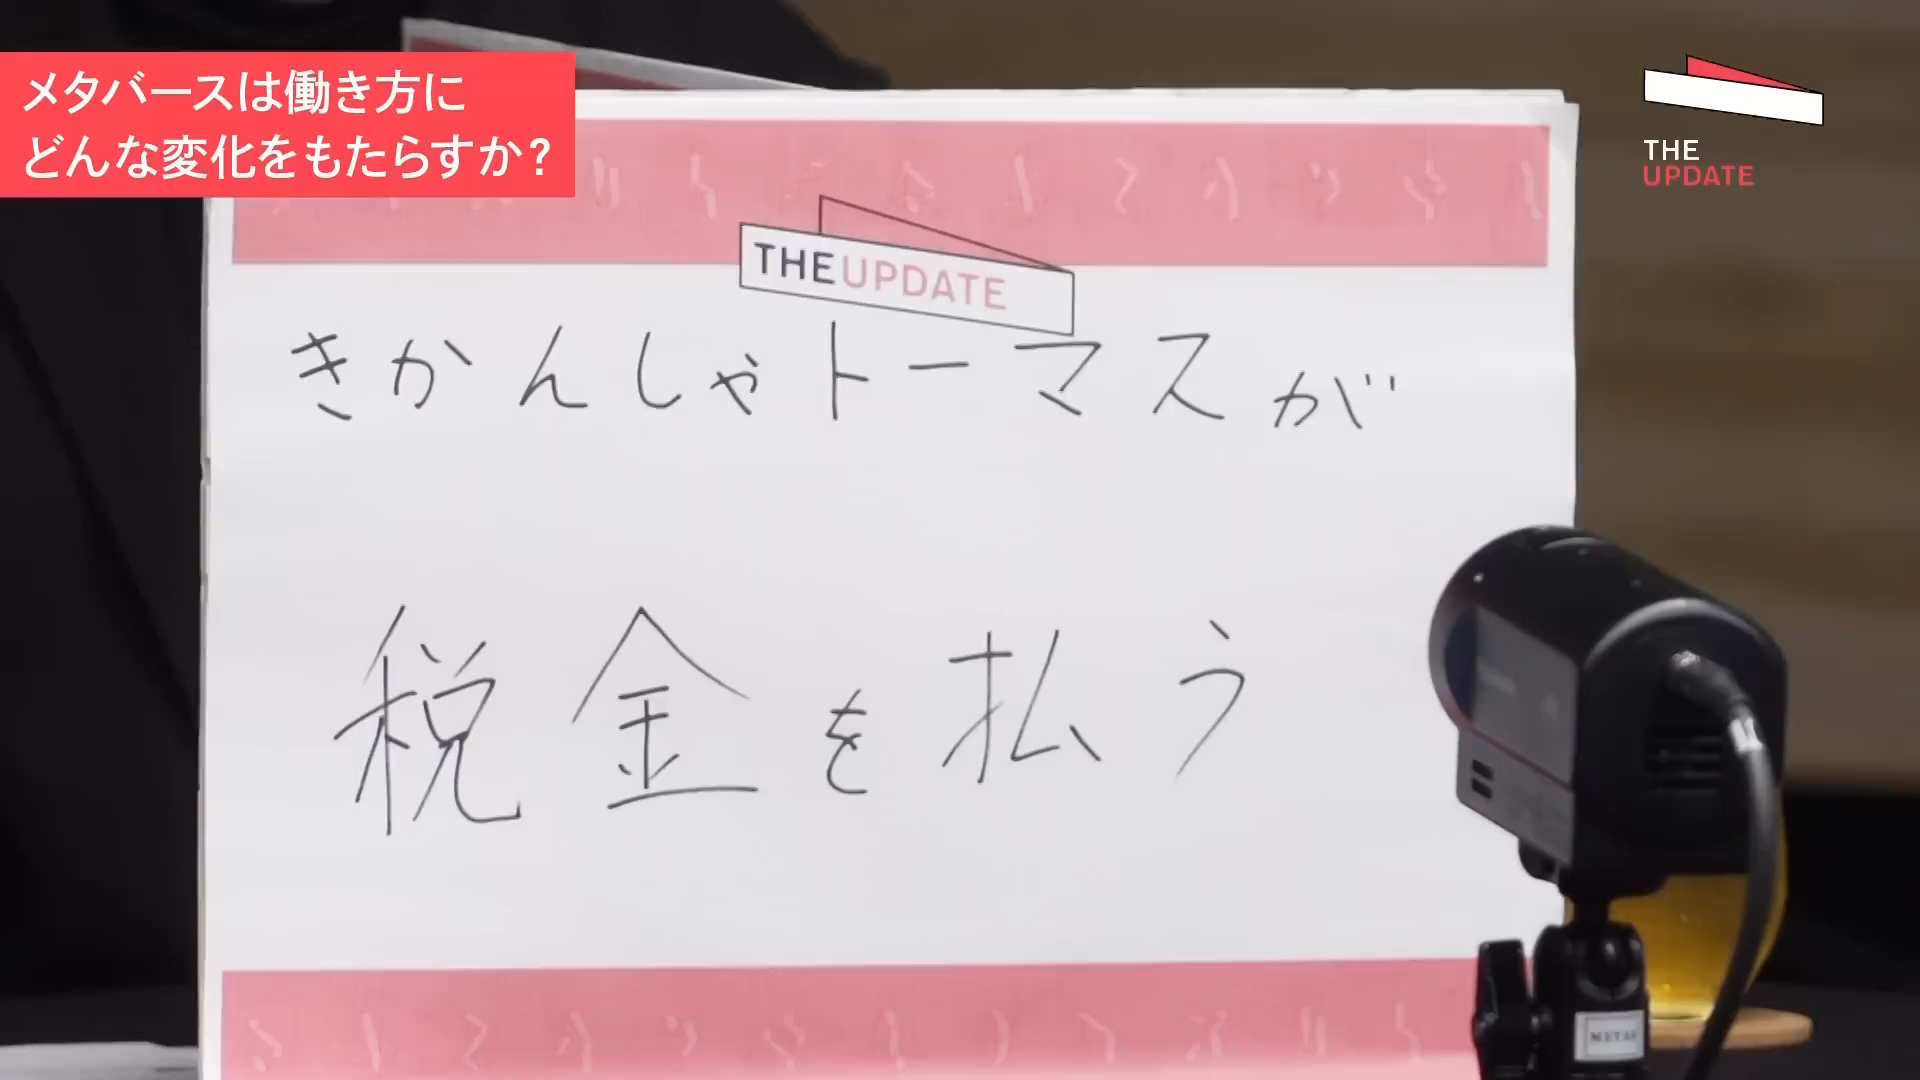 メタバースは働き方に
どんな変化をもたらすか?
THE
UPDATE
THE UPDATE
きかんしゃトーマスが
税金を払う